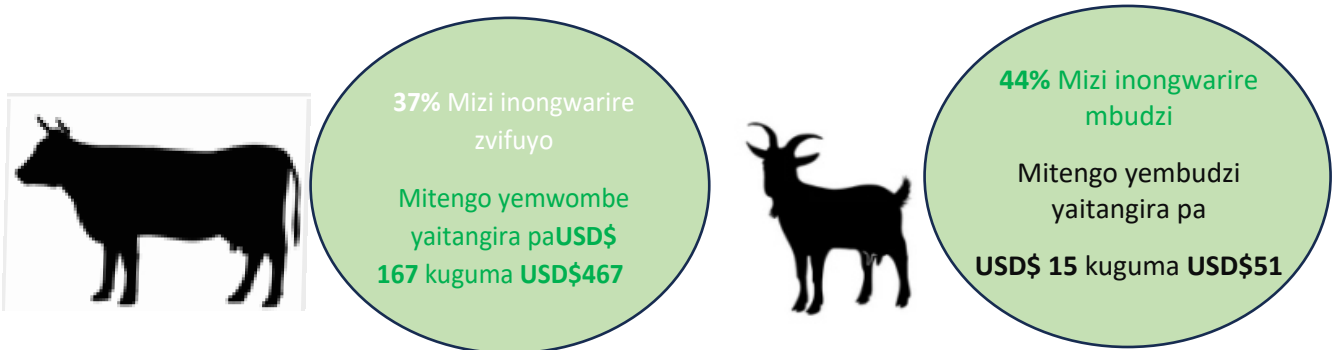 37% Mizi inongwarire
zvifuyo
Mitengo yemwombe
yaitangira paUSD$
167 kuguma USD$467
44% Mizi inongwarire
mbudzi
Mitengo yembudzi
yaitangira pa
USD$ 15 kuguma USD$51